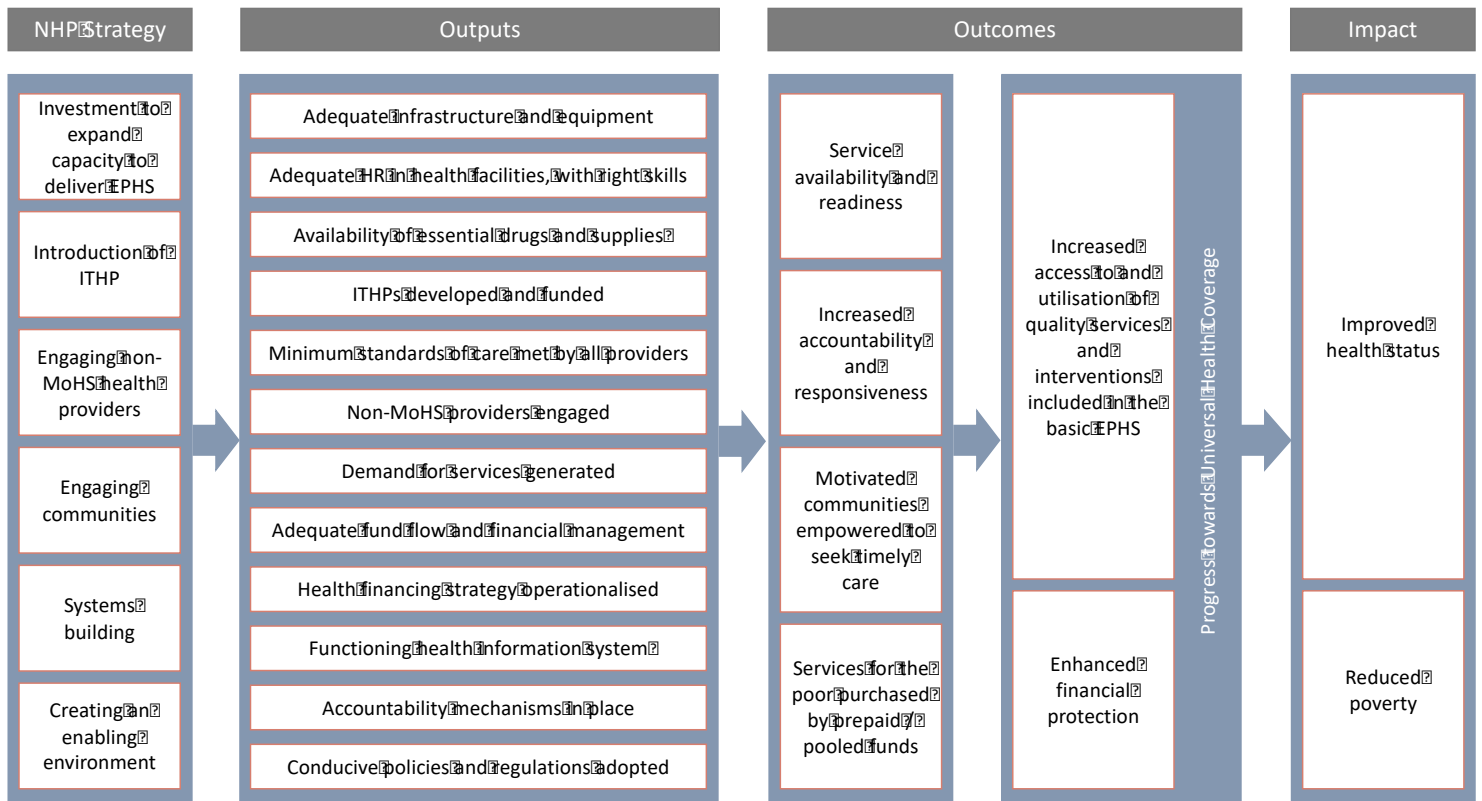 NHP Strategy
Outputs
Outcomes
Impact
Investment to
expand
capacity to
deliver EPHS
Introduction of
ITHP
Engaging non-
MoHS health
providers
Engaging
communities
Systems
building
Creating an
enabling
environment
Adequate infrastructure and equipment
Adequate HR in health facilities, with right skills
Availability of essential drugs and supplies
ITHPs developed and funded
Minimum standards of care met by all providers
Non-MoHS providers engaged
Demand for services generated
Adequate fund flow and financial management
Health financing strategy operationalised
Functioning health information system
Accountability mechanisms in place
Conducive policies and regulations adopted
Service
availability and
readiness
Increased
accountability
and
responsiveness
Motivated
communities
empowered to
seek timely
care
Services for the
poor purchased
by prepaid /
pooled funds
Increased
access to and
utilisation of
quality services
and
interventions
included in the
basic EPHS
Enhanced
financial
protection
Progress towards Universal Health Coverage
Improved
health status
Reduced
poverty